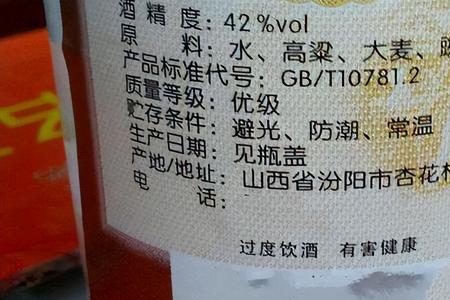 酒精度：42%vol
原　料：水、高粱、大麦、豌
产品标准代号：GB/T10781.2
质量等级：优级
贮存条件：避光、防潮、常温
生产日期：见瓶盖
产地/地址：山西省汾阳市杏花村
电　话：
过度饮酒 有害健康